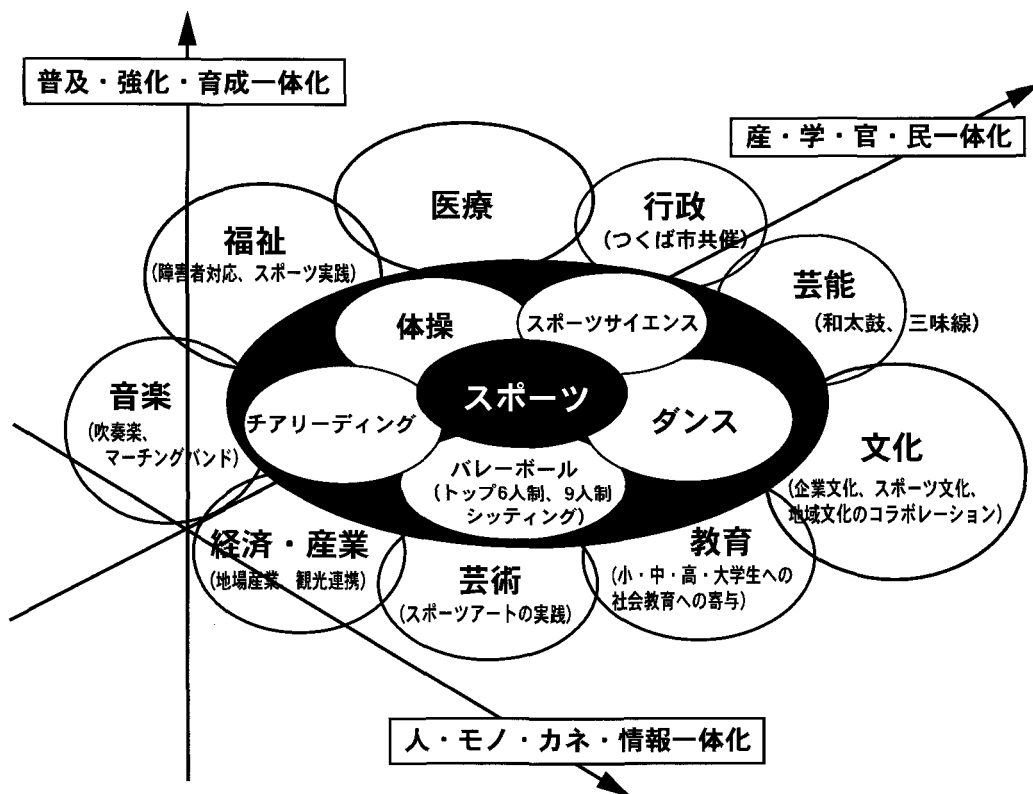 普及・強化・育成一体化
産・学・官・民一体化
医療
行政
(つくば市共催)
福祉
(障害者対応、スポーツ実践)
芸能
(和太鼓、三味線)
体操
スポーツサイエンス
スポーツ
音楽
(吹奏楽、
マーチングバンド)
チアリーディング
ダンス
文化
(企業文化、スポーツ文化、
地域文化のコラボレーション)
バレーボール
(トップ6人制、9人制
シッティング)
経済・産業
(地場産業、観光連携)
芸術
(スポーツアートの実践)
教育
(小・中・高・大学生への
社会教育への寄与)
人・モノ・カネ・情報一体化